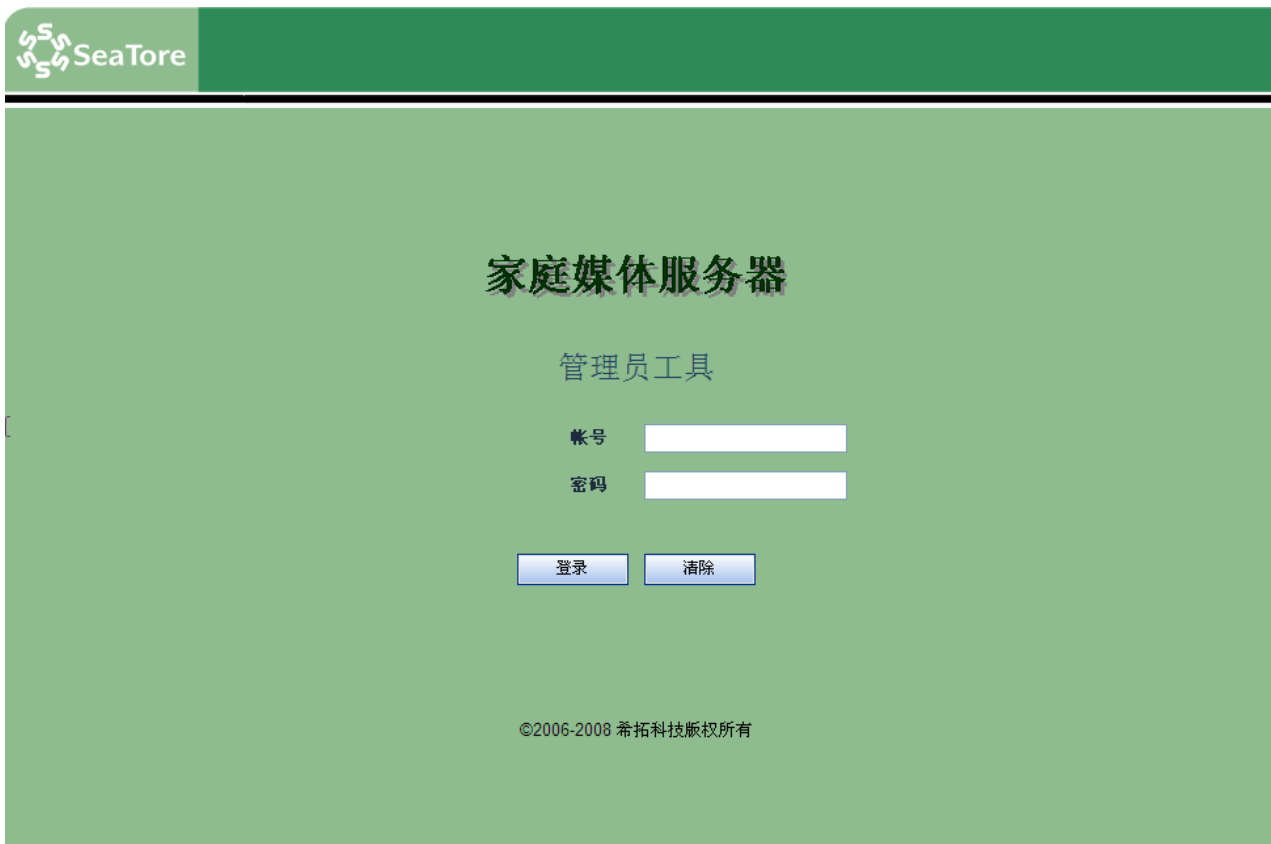 SeaTore
家庭媒体服务器
管理员工具
帐号
密码
登录 清除
©2006-2008 希拓科技版权所有